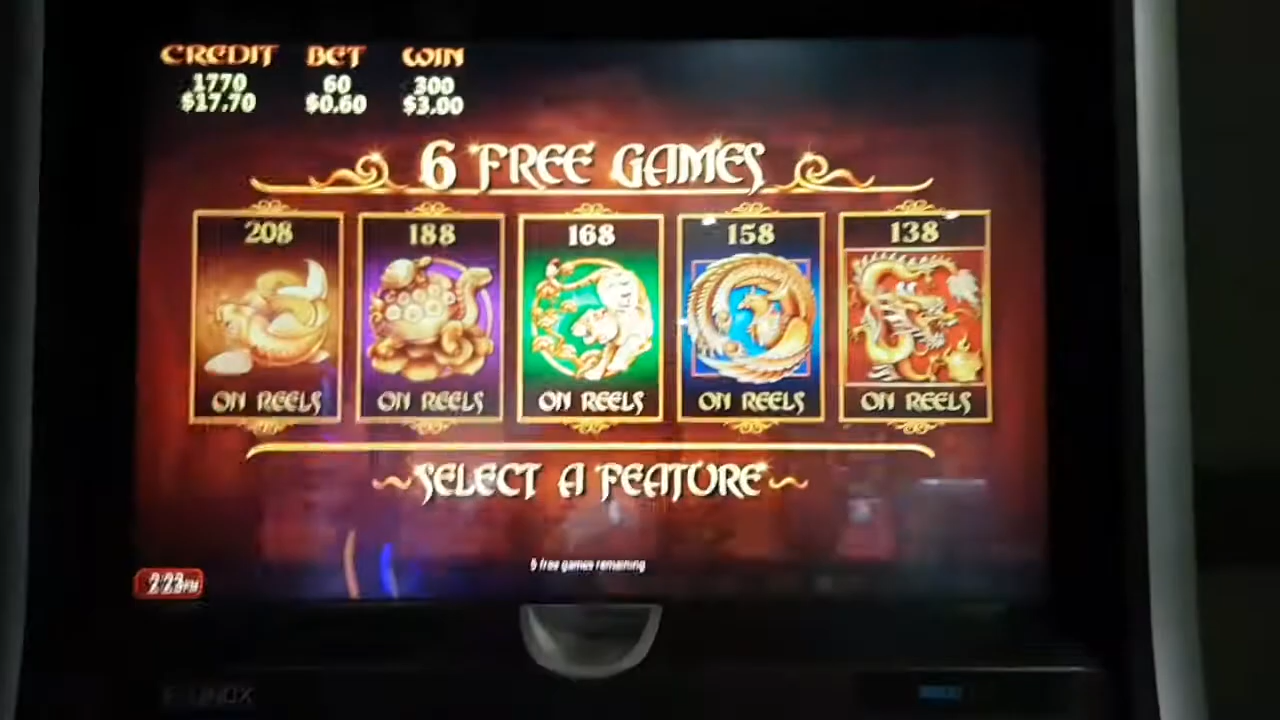 CREDIT BET WIN
1770 60 300
$17.70 $0.60 $3.00
6 FREE GAMES
208 188 168 158 138
ON REELS ON REELS ON REELS ON REELS ON REELS
~SELECT A FEATURE~
5 free games remaining
2:23PM